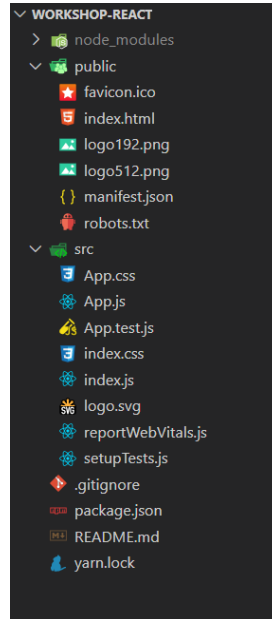 WORKSHOP-REACT
node_modules
public
favicon.ico
index.html
logo192.png
logo512.png
manifest.json
robots.txt
src
App.css
App.js
App.test.js
index.css
index.js
logo.svg
reportWebVitals.js
setupTests.js
.gitignore
package.json
README.md
yarn.lock